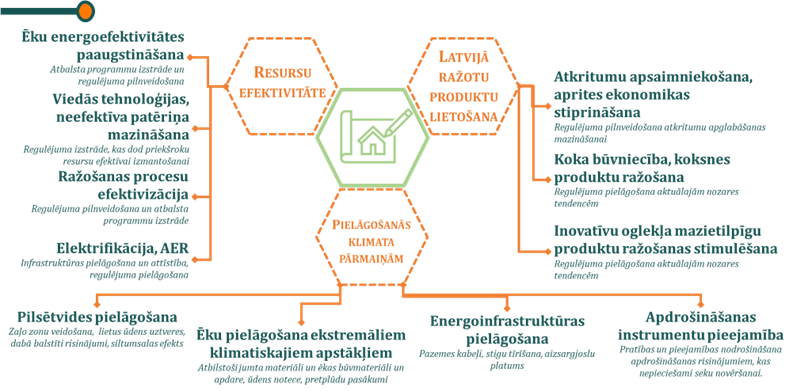 Ēku energoefektivitātes
paaugstināšana
Atbalsta programmu izstrāde un
regulējuma pilnveidošana
Viedās tehnoloģijas,
neefektīva patēriņa
mazināšana
Regulējuma izstrāde, kas dod priekšroku
resursu efektīvai izmantošanai
Ražošanas procesu
efektivizācija
Regulējuma pilnveidošana un atbalsta
programmu izstrāde
Elektrifikācija, AER
Infrastruktūras pielāgošana un attīstība,
regulējuma pielāgošana
RESURSU
EFEKTIVITĀTE
LATVIJĀ
RAŽOTU
PRODUKTU
LIETOŠANA
PIELĀGOŠANĀS
KLIMATA
PĀRMAIŅĀM
Atkritumu apsaimniekošana,
aprites ekonomikas
stiprināšana
Regulējuma pilnveidošana atkritumu apglabāšanas
mazināšanai
Koka būvniecība, koksnes
produktu ražošana
Regulējuma pielāgošana aktuālajām nozares
tendencēm
Inovatīvu oglekļa mazietilpīgu
produktu ražošanas stimulēšana
Regulējuma pielāgošana aktuālajām nozares
tendencēm
Pilsētvides pielāgošana
Zaļo zonu veidošana, lietus ūdens uztveres,
dabā balstīti risinājumi, siltumsalas efekts
Ēku pielāgošana ekstremāliem
klimatiskajiem apstākļiem
Atbilstoši jumta materiāli un ēkas būvmateriāli un
apdare, ūdens notece, pretplūdu pasākumi
Energoinfrastruktūras
pielāgošana
Pazemes kabeļi, stigu tīrīšana, aizsargjoslu
platums
Apdrošināšanas
instrumentu pieejamība
Pratības un pieejamības nodrošināšana
apdrošināšanas risinājumiem, kas
nepieciešami seku novēršanai.